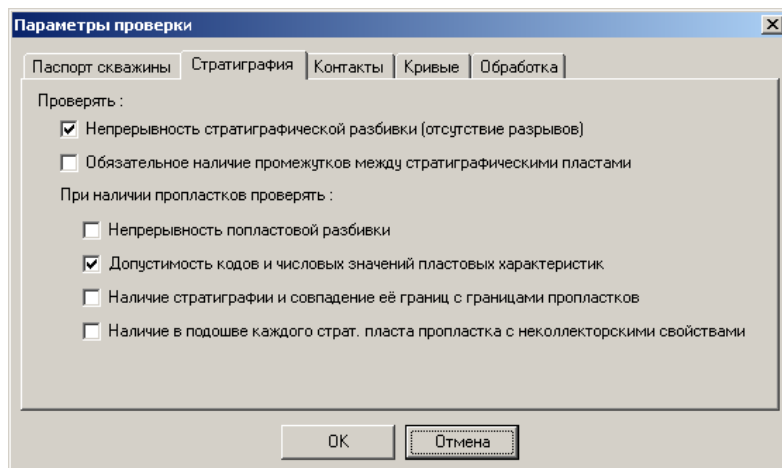 Параметры проверки
Паспорт скважины Стратиграфия Контакты Кривые Обработка
Проверять :
Непрерывность стратиграфической разбивки (отсутствие разрывов)
Обязательное наличие промежутков между стратиграфическими пластами
При наличии пропластков проверять :
Непрерывность попластовой разбивки
Допустимость кодов и числовых значений пластовых характеристик
Наличие стратиграфии и совпадение её границ с границами пропластков
Наличие в подошве каждого страт. пласта пропластка с неколлекторскими свойствами
OK Отмена